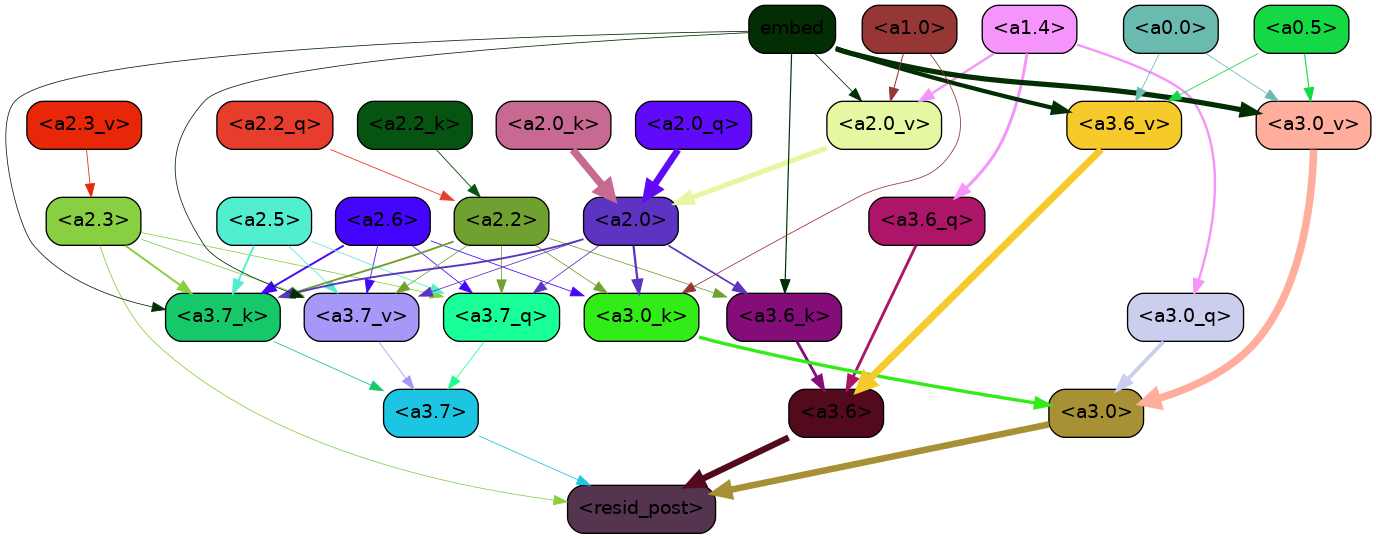 embed <a1.0> <a1.4> <a0.0> <a0.5>
<a2.3_v> <a2.2_q> <a2.2_k> <a2.0_k> <a2.0_q> <a2.0_v> <a3.6_v> <a3.0_v>
<a2.3> <a2.5> <a2.6> <a2.2> <a2.0> <a3.6_q>
<a3.7_k> <a3.7_v> <a3.7_q> <a3.0_k> <a3.6_k> <a3.0_q>
<a3.7> <a3.6> <a3.0>
<resid_post>